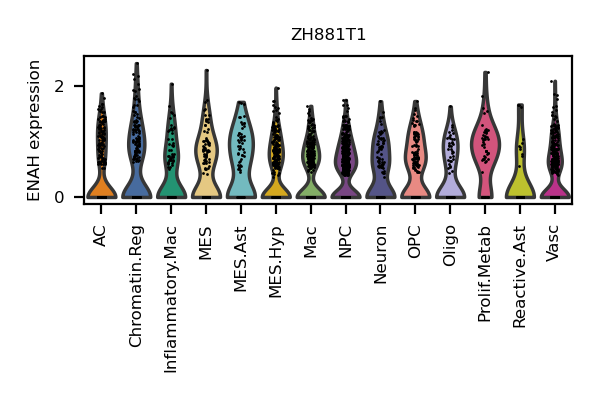 ZH881T1
ENAH expression
2
0
AC
Chromatin.Reg
Inflammatory.Mac
MES
MES.Ast
MES.Hyp
Mac
NPC
Neuron
OPC
Oligo
Prolif.Metab
Reactive.Ast
Vasc